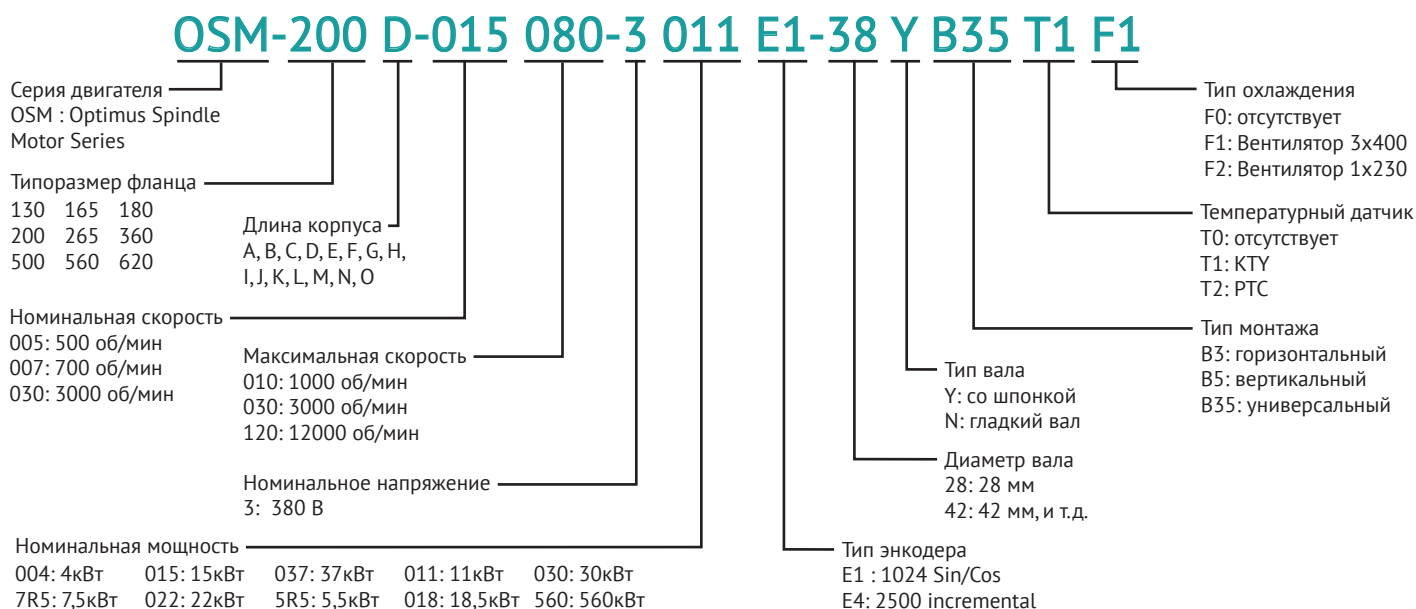 OSM-200 D-015 080-3 011 E1-38 Y B35 T1 F1
Серия двигателя
OSM : Optimus Spindle
Motor Series
Типоразмер фланца
130 165 180
200 265 360
500 560 620
Длина корпуса
A, B, C, D, E, F, G, H,
I, J, K, L, M, N, O
Номинальная скорость
005: 500 об/мин
007: 700 об/мин
030: 3000 об/мин
Максимальная скорость
010: 1000 об/мин
030: 3000 об/мин
120: 12000 об/мин
Номинальное напряжение
3: 380 В
Номинальная мощность
004: 4кВт 015: 15кВт 037: 37кВт 011: 11кВт 030: 30кВт
7R5: 7,5кВт 022: 22кВт 5R5: 5,5кВт 018: 18,5кВт 560: 560кВт
Тип энкодера
E1 : 1024 Sin/Cos
E4: 2500 incremental
Диаметр вала
28: 28 мм
42: 42 мм, и т.д.
Тип вала
Y: со шпонкой
N: гладкий вал
Тип монтажа
B3: горизонтальный
B5: вертикальный
B35: универсальный
Температурный датчик
T0: отсутствует
T1: KTY
T2: PTC
Тип охлаждения
F0: отсутствует
F1: Вентилятор 3x400
F2: Вентилятор 1x230